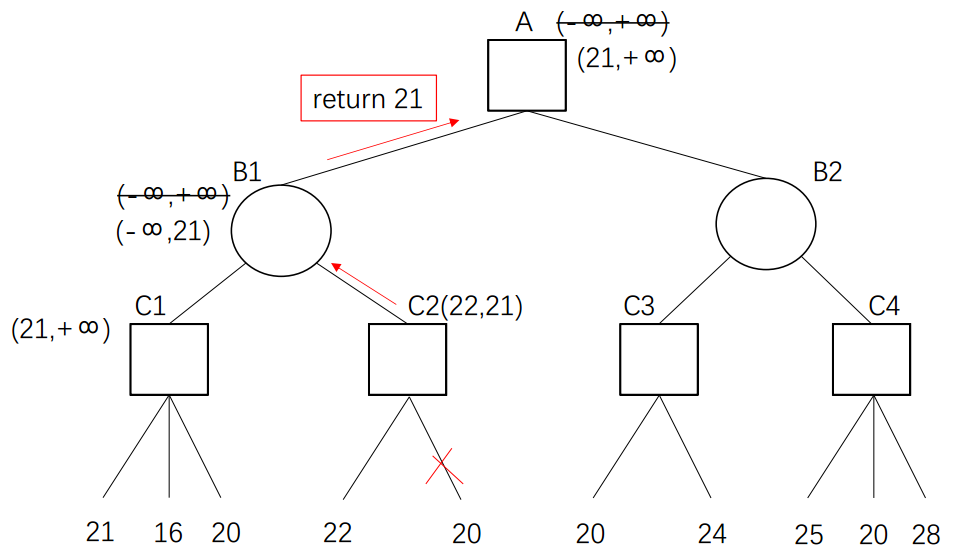 A (-∞,+∞)
(21,+∞)
return 21
B1
B2
(-∞,+∞)
(-∞,21)
C1
C2(22,21)
C3
C4
(21,+∞)
21 16 20 22 20 20 24 25 20 28